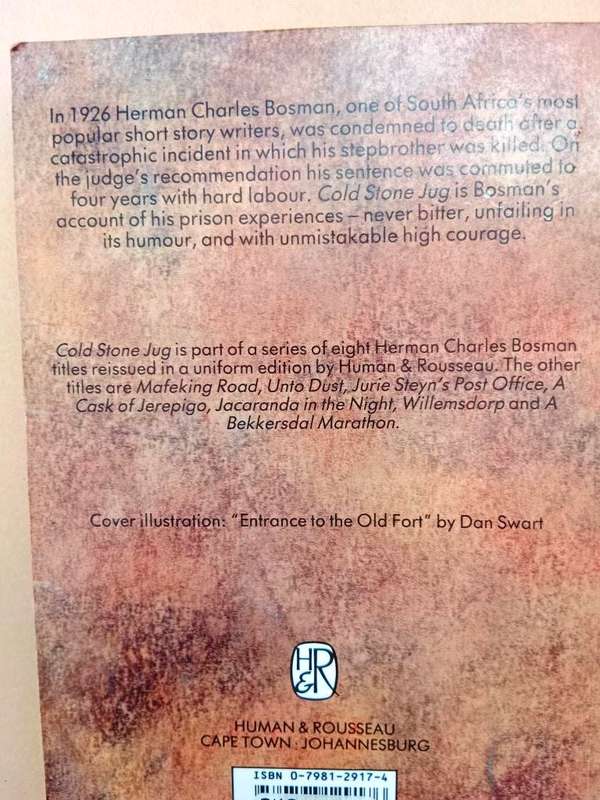 In 1926 Herman Charles Bosman, one of South Africa's most
popular short story writers, was condemned to death after a
catastrophic incident in which his stepbrother was killed. On
the judge's recommendation his sentence was commuted to
four years with hard labour. Cold Stone Jug is Bosman's
account of his prison experiences – never bitter, unfailing in
its humour, and with unmistakable high courage.
Cold Stone Jug is part of a series of eight Herman Charles Bosman
titles reissued in a uniform edition by Human & Rousseau. The other
titles are Mafeking Road, Unto Dust, Jurie Steyn's Post Office, A
Cask of Jerepigo, Jacaranda in the Night, Willemsdorp and A
Bekkersdal Marathon.
Cover illustration: "Entrance to the Old Fort" by Dan Swart
H&R
HUMAN & ROUSSEAU
CAPE TOWN : JOHANNESBURG
ISBN 0-7981-2917-4